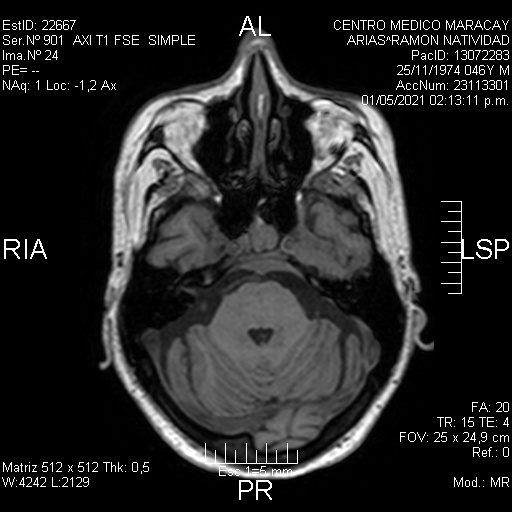 EstID: 22667
Ser.Nº 901 AXI T1 FSE SIMPLE
Ima.Nº 24
PE= --
NAq: 1 Loc: -1,2 Ax
AL
CENTRO MEDICO MARACAY
ARIAS^RAMON NATIVIDAD
PacID: 13072283
25/11/1974 046Y M
AccNum: 23113301
01/05/2021 02:13:11 p.m.
RIA
LSP
Matriz 512 x 512 Thk: 0,5
W:4242 L:2129
Esc 1=5 mm
PR
FA: 20
TR: 15 TE: 4
FOV: 25 x 24,9 cm
Ref.: 0
Mod.: MR